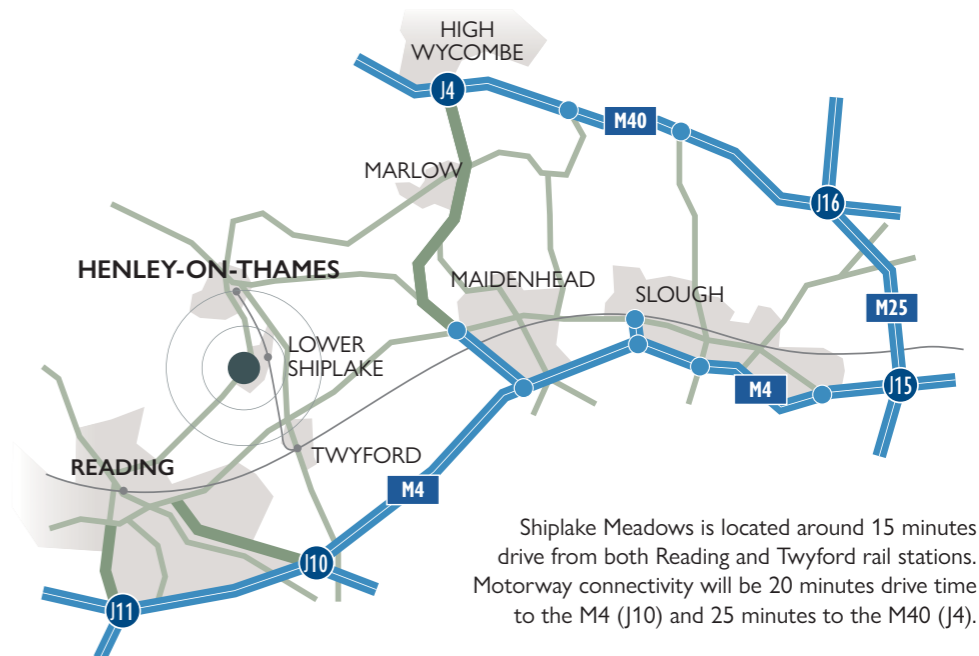 HIGH
WYCOMBE
J4
M40
MARLOW
J16
HENLEY-ON-THAMES
MAIDENHEAD
SLOUGH
M25
LOWER
SHIPLAKE
M4
J15
TWYFORD
READING
M4
J10
J11
Shiplake Meadows is located around 15 minutes
drive from both Reading and Twyford rail stations.
Motorway connectivity will be 20 minutes drive time
to the M4 (J10) and 25 minutes to the M40 (J4).